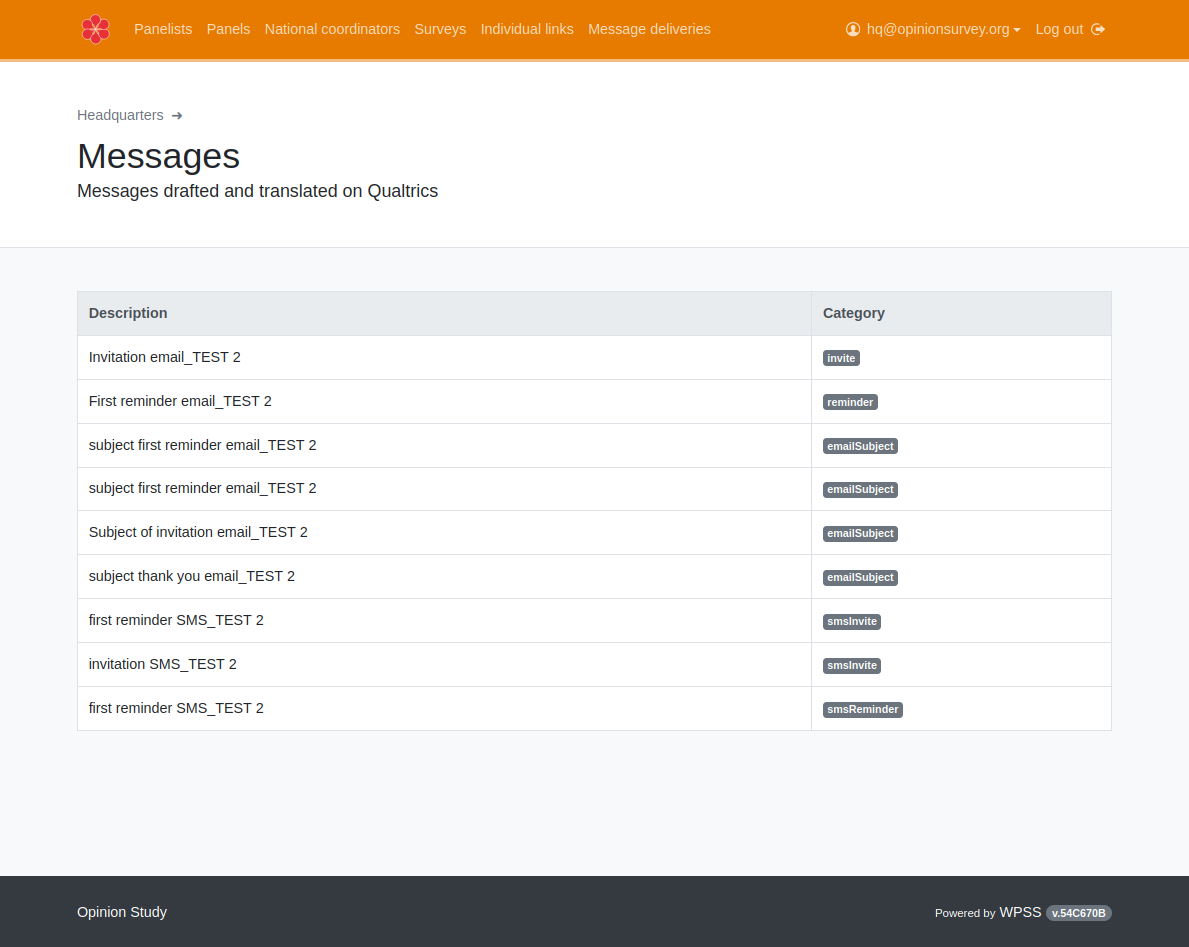 Panelists Panels National coordinators Surveys Individual links Message deliveries hq@opinionsurvey.org Log out
Headquarters ➜
Messages
Messages drafted and translated on Qualtrics
Description Category
Invitation email_TEST 2 invite
First reminder email_TEST 2 reminder
subject first reminder email_TEST 2 emailSubject
subject first reminder email_TEST 2 emailSubject
Subject of invitation email_TEST 2 emailSubject
subject thank you email_TEST 2 emailSubject
first reminder SMS_TEST 2 smsInvite
invitation SMS_TEST 2 smsInvite
first reminder SMS_TEST 2 smsReminder
Opinion Study Powered by WPSS v.54C670B